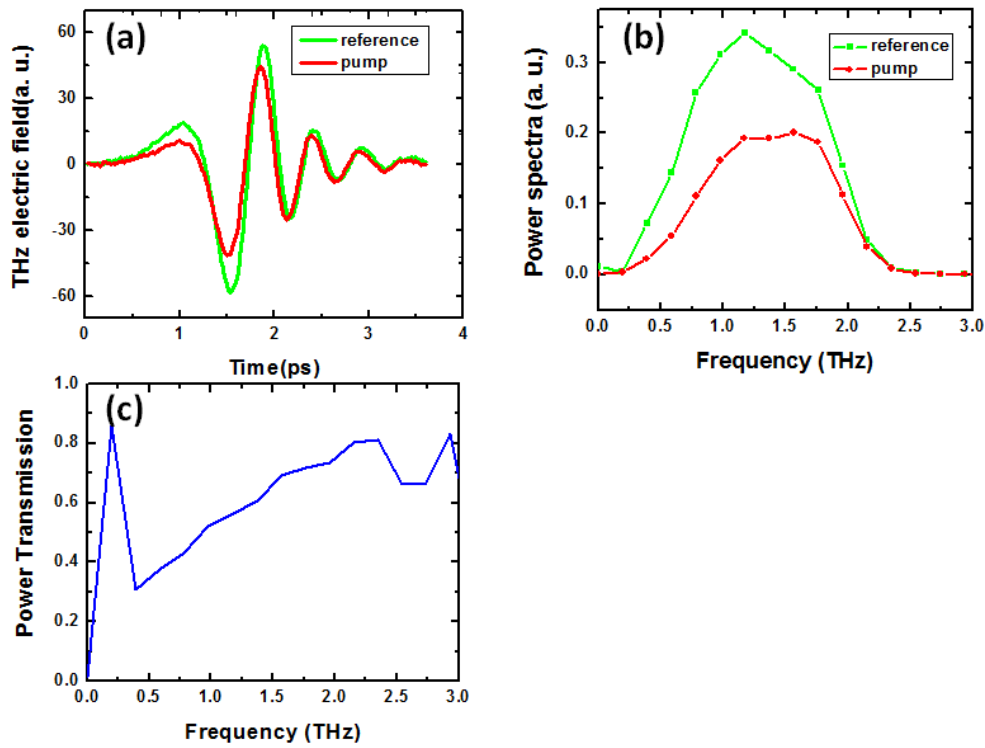 (a)
reference
pump
THz electric field(a. u.)
60
30
0
-30
-60
0
1
2
3
4
Time(ps)
(b)
reference
pump
Power spectra (a. u.)
0.3
0.2
0.1
0.0
0.0
0.5
1.0
1.5
2.0
2.5
3.0
Frequency (THz)
(c)
Power Transmission
1.0
0.8
0.6
0.4
0.2
0.0
0.0
0.5
1.0
1.5
2.0
2.5
3.0
Frequency (THz)